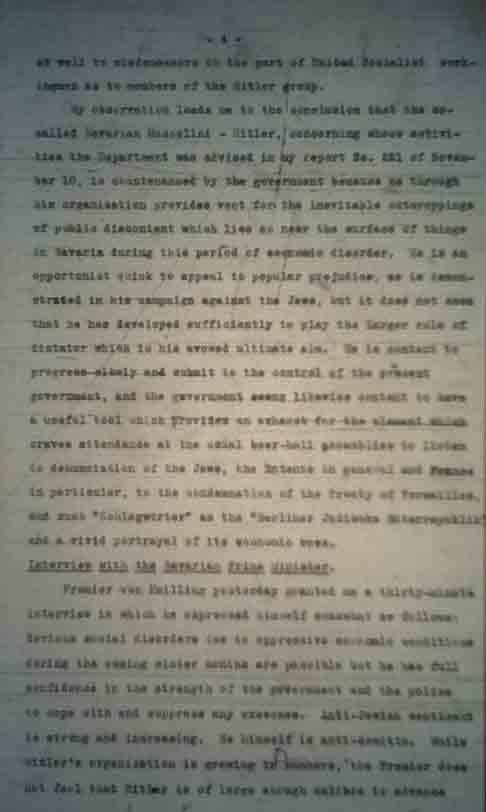 - 4 -
as well to misdemeanors on the part of United Socialist work-
ingmen as to members of the Hitler group.
My observation leads me to the conclusion that the so-
called Bavarian Mussolini - Hitler, concerning whose activi-
ties the Department was advised in my report No. 221 of Novem-
ber 10, is countenanced by the government because he through
his organization provides vent for the inevitable outcroppings
of public discontent which lies so near the surface of things
in Bavaria during this period of economic disorder. He is an
opportunist quick to appeal to popular prejudice, as is demon-
strated in his campaign against the Jews, but it does not seem
that he has developed sufficiently to play the larger role of
dictator which is his avowed ultimate aim. He is content to
progress slowly and submit to the control of the present
government, and the government seems likewise content to have
a useful tool which provides an exhaust for the element which
craves attendance at the usual beer-hall assemblies to listen
to denunciation of the Jews, the Entente in general and France
in particular, to the condemnation of the Treaty of Versailles,
and such "Schlagwörter" as the "Berliner
and a vivid portrayal of its economic woes.
Interview with the Bavarian Prime Minister.
Premier von Knilling yesterday granted me a thirty-minute
interview in which he expressed himself somewhat as follows:
Serious social disorders due to oppressive economic conditions
during the coming winter months are possible but he has full
confidence in the strength of the government and the police
to cope with and suppress any excesses. Anti-Jewish sentiment
is strong and increasing. He himself is anti-semitic. While
Hitler's organization is growing in numbers, the Premier does
not feel that Hitler is of large enough calibre to advance